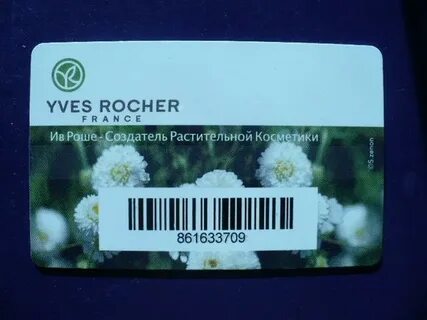 YVES ROCHER
FRANCE
Ив Роше - Создатель Растительной Косметики
861633709